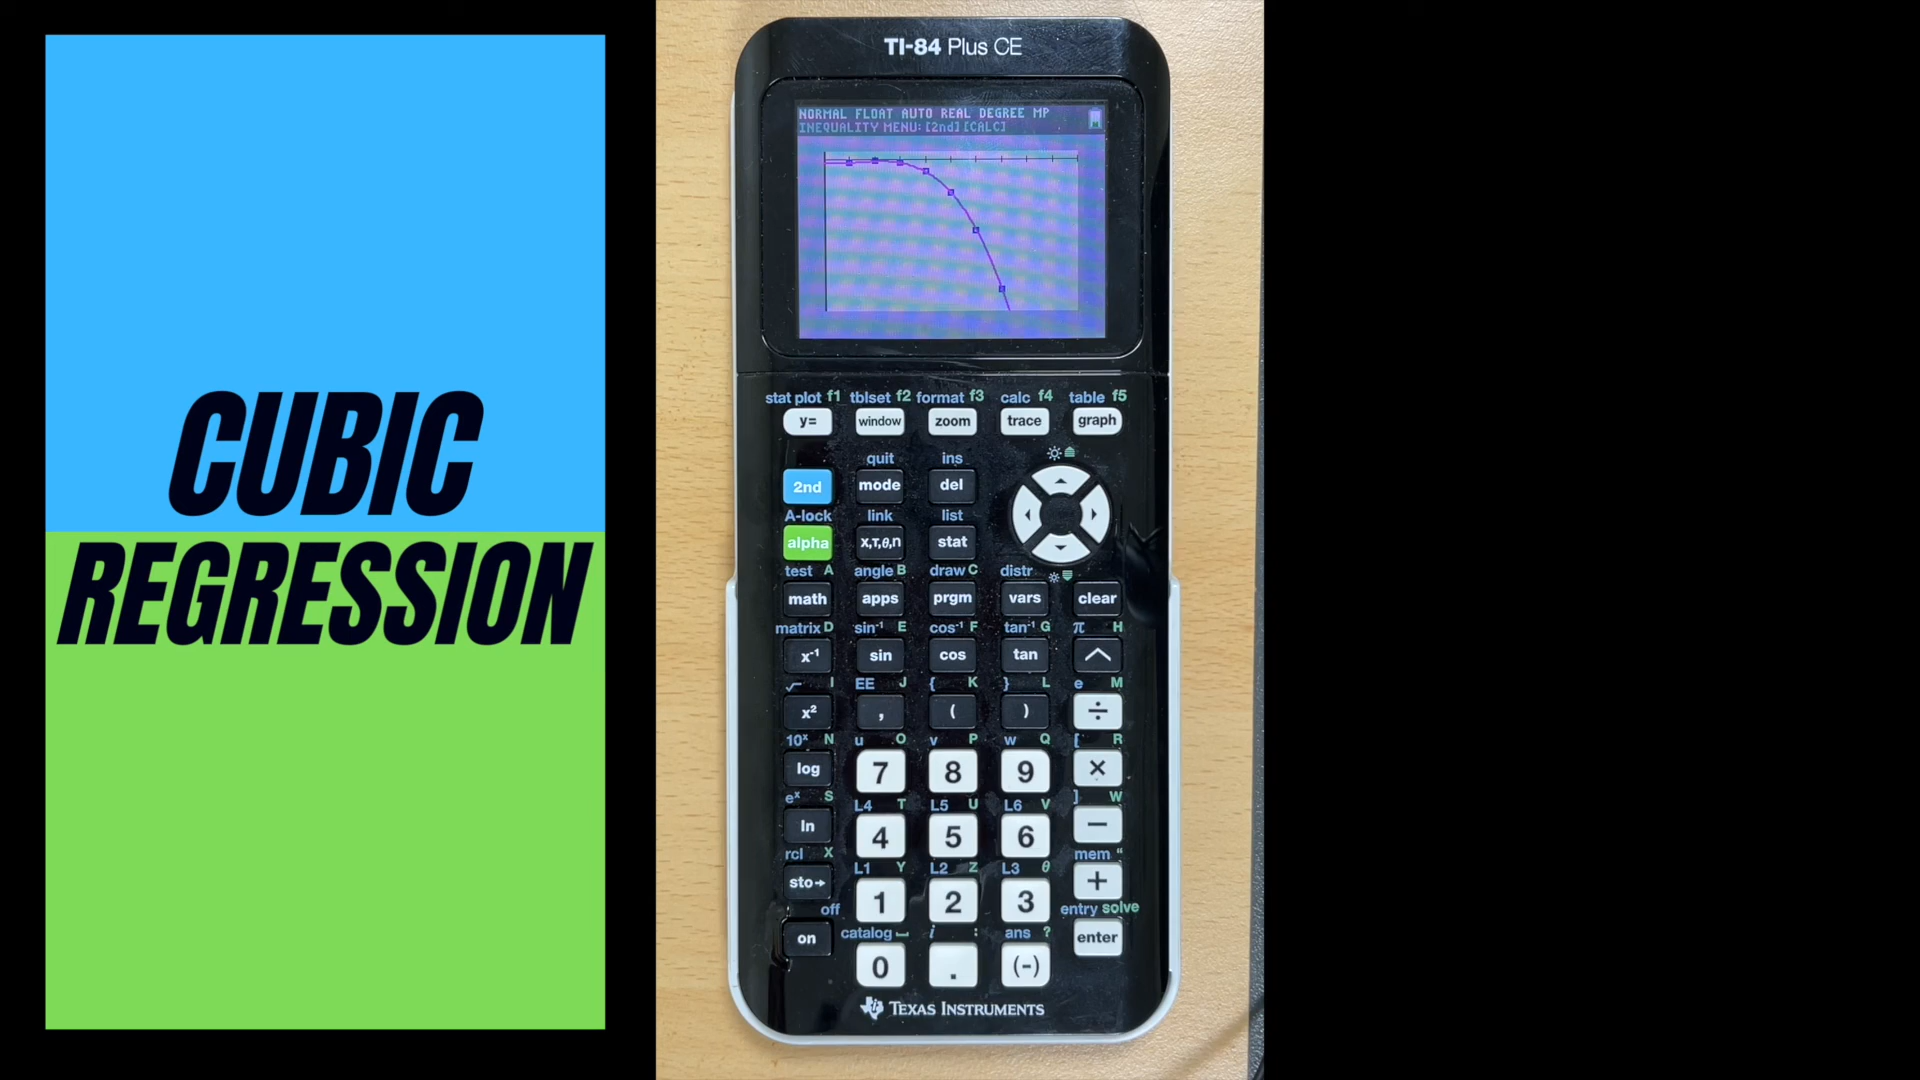 CUBIC
REGRESSION
TI-84 Plus CE
NORMAL FLOAT AUTO REAL DEGREE MP
INEQUALITY MENU: [2nd] [CALC]
stat plot f1 tblset f2 format f3 calc f4 table f5
y= window zoom trace graph
quit ins
2nd mode del
A-lock link list
alpha x,T,θ,n stat
test A angle B draw C distr
math apps prgm vars clear
matrix D sin⁻¹ E cos⁻¹ F tan⁻¹ G π H
x⁻¹ sin cos tan ^
√ I EE J { K } L e M
x² , ( ) ÷
10ˣ N u O v P w Q [ R
log 7 8 9 ×
eˣ S L4 T L5 U L6 V ] W
ln 4 5 6 −
rcl X L1 Y L2 Z L3 θ mem "
sto→ 1 2 3 +
off catalog ⎵ i : ans ? entry solve
on 0 . (-) enter
TEXAS INSTRUMENTS